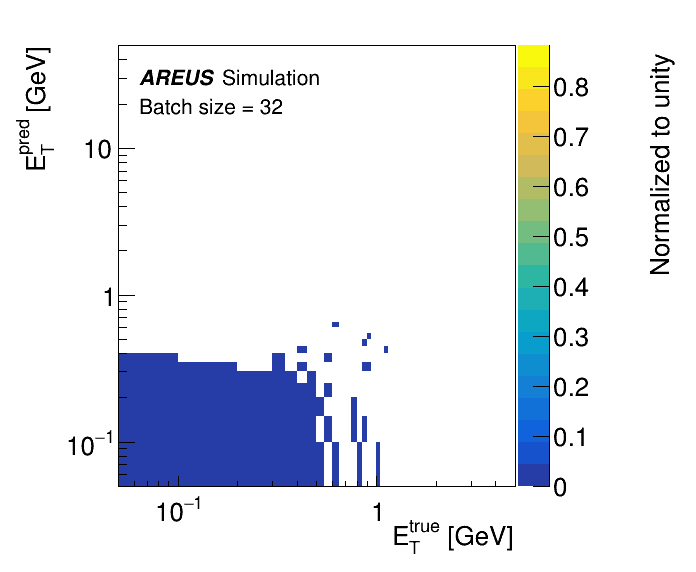 AREUS Simulation
Batch size = 32
E_T^pred [GeV]
10
1
10^−1
10^−1
1
E_T^true [GeV]
0.8
0.7
0.6
0.5
0.4
0.3
0.2
0.1
0
Normalized to unity